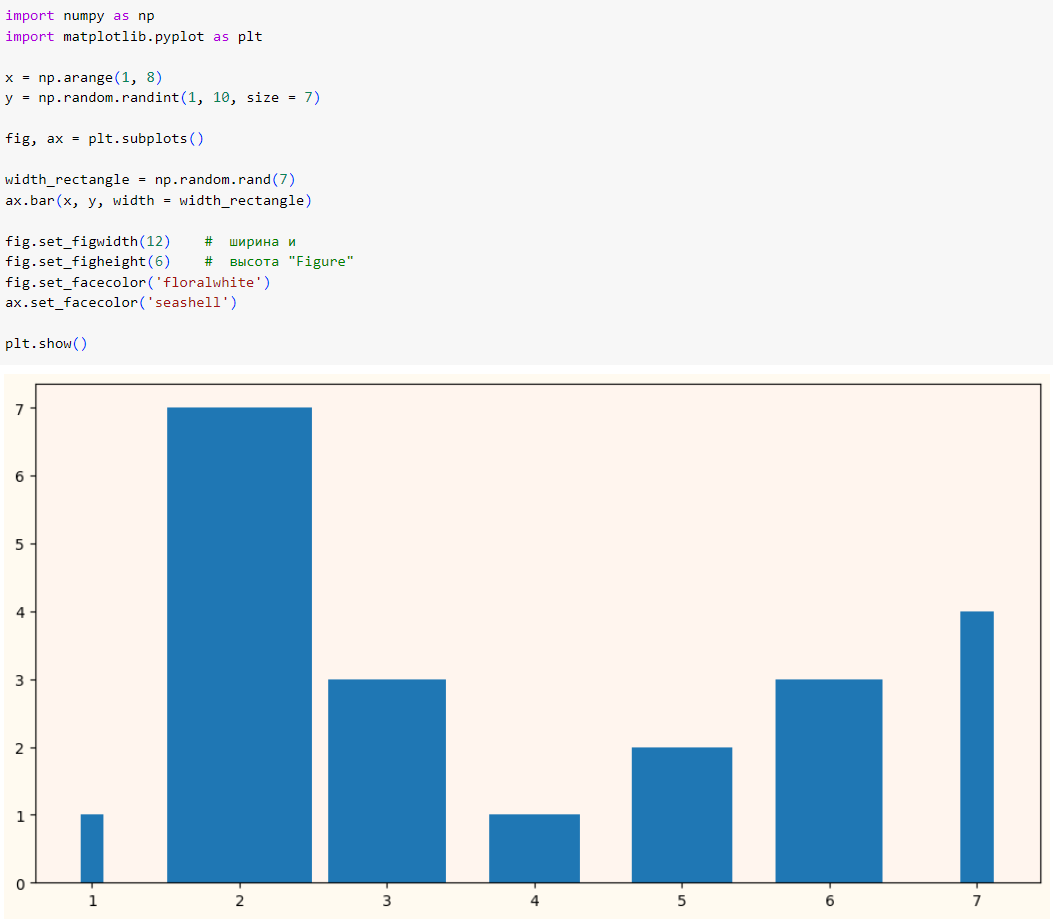 import numpy as np
import matplotlib.pyplot as plt
x = np.arange(1, 8)
y = np.random.randint(1, 10, size = 7)
fig, ax = plt.subplots()
width_rectangle = np.random.rand(7)
ax.bar(x, y, width = width_rectangle)
fig.set_figwidth(12)    #  ширина и
fig.set_figheight(6)    #  высота "Figure"
fig.set_facecolor('floralwhite')
ax.set_facecolor('seashell')
plt.show()
7
6
5
4
3
2
1
0
1 2 3 4 5 6 7